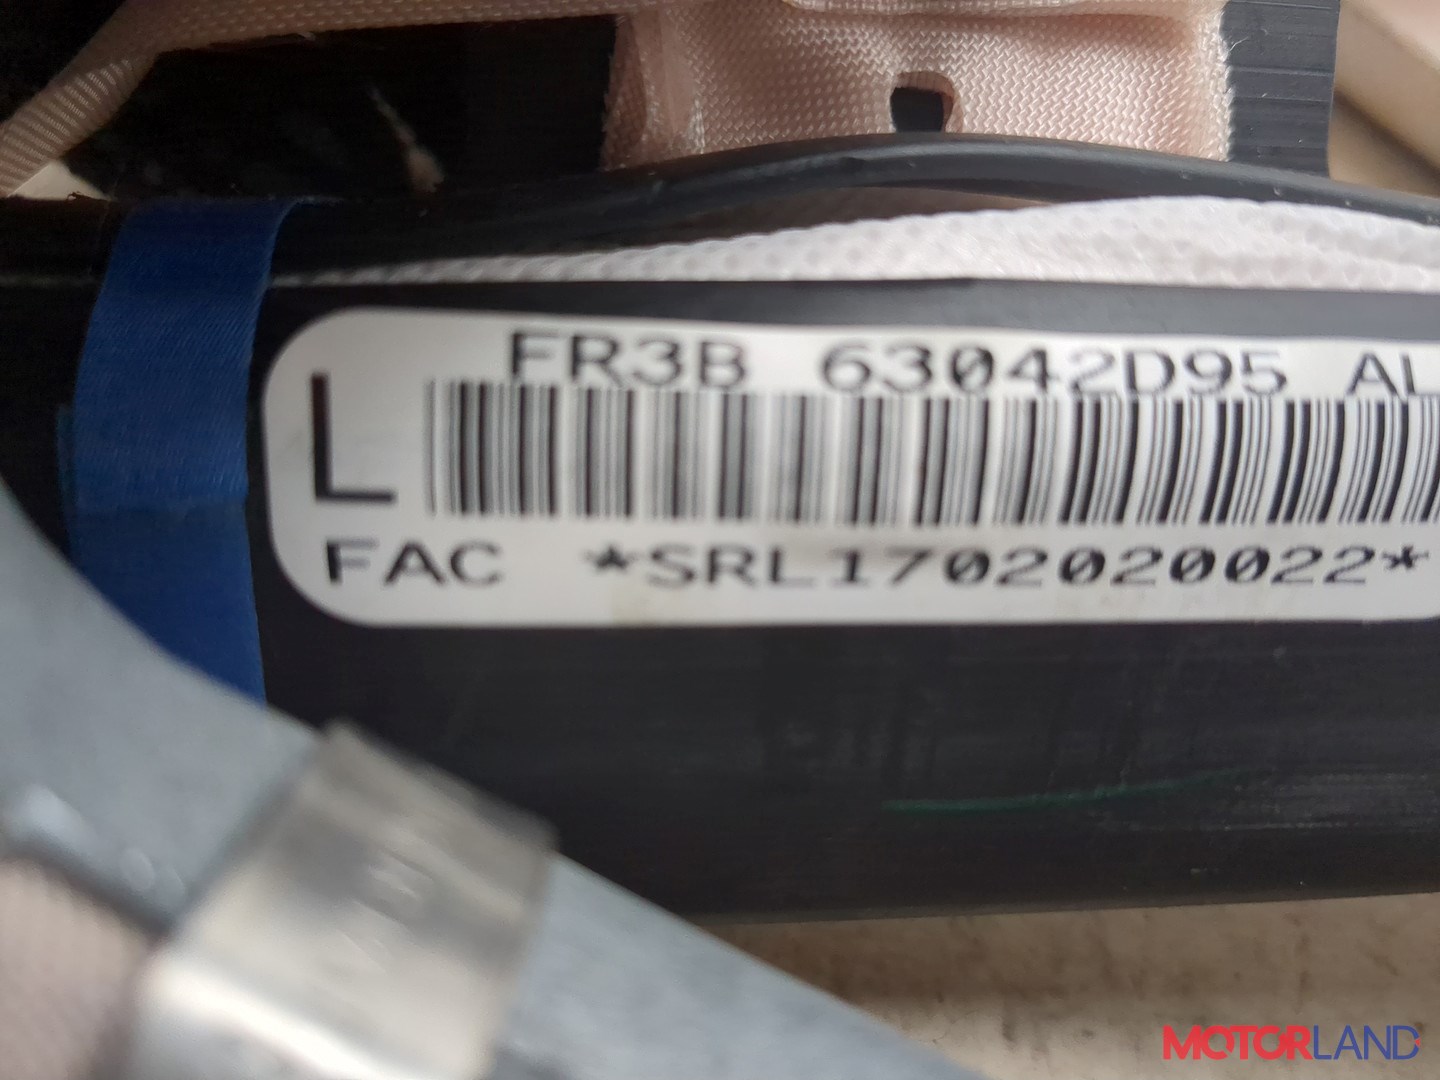 FR3B 63042D95 AL
L
FAC *SRL1702020022*
MOTORLAND